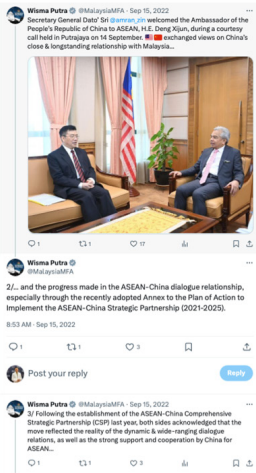 Wisma Putra @MalaysiaMFA · Sep 15, 2022
Secretary General Dato' Sri @amran_zin welcomed the Ambassador of the
People's Republic of China to ASEAN, H.E. Deng Xijun, during a courtesy
call held in Putrajaya on 14 September. 🇲🇾🇨🇳 exchanged views on China's
close & longstanding relationship with Malaysia...
1 1 17
Wisma Putra
@MalaysiaMFA
2/... and the progress made in the ASEAN-China dialogue relationship,
especially through the recently adopted Annex to the Plan of Action to
Implement the ASEAN-China Strategic Partnership (2021-2025).
8:53 AM · Sep 15, 2022
1 1 3
Post your reply Reply
Wisma Putra @MalaysiaMFA · Sep 15, 2022
3/ Following the establishment of the ASEAN-China Comprehensive
Strategic Partnership (CSP) last year, both sides acknowledged that the
move reflected the reality of the dynamic & wide-ranging dialogue
relations, as well as the strong support and cooperation by China for
ASEAN...
1 1 3